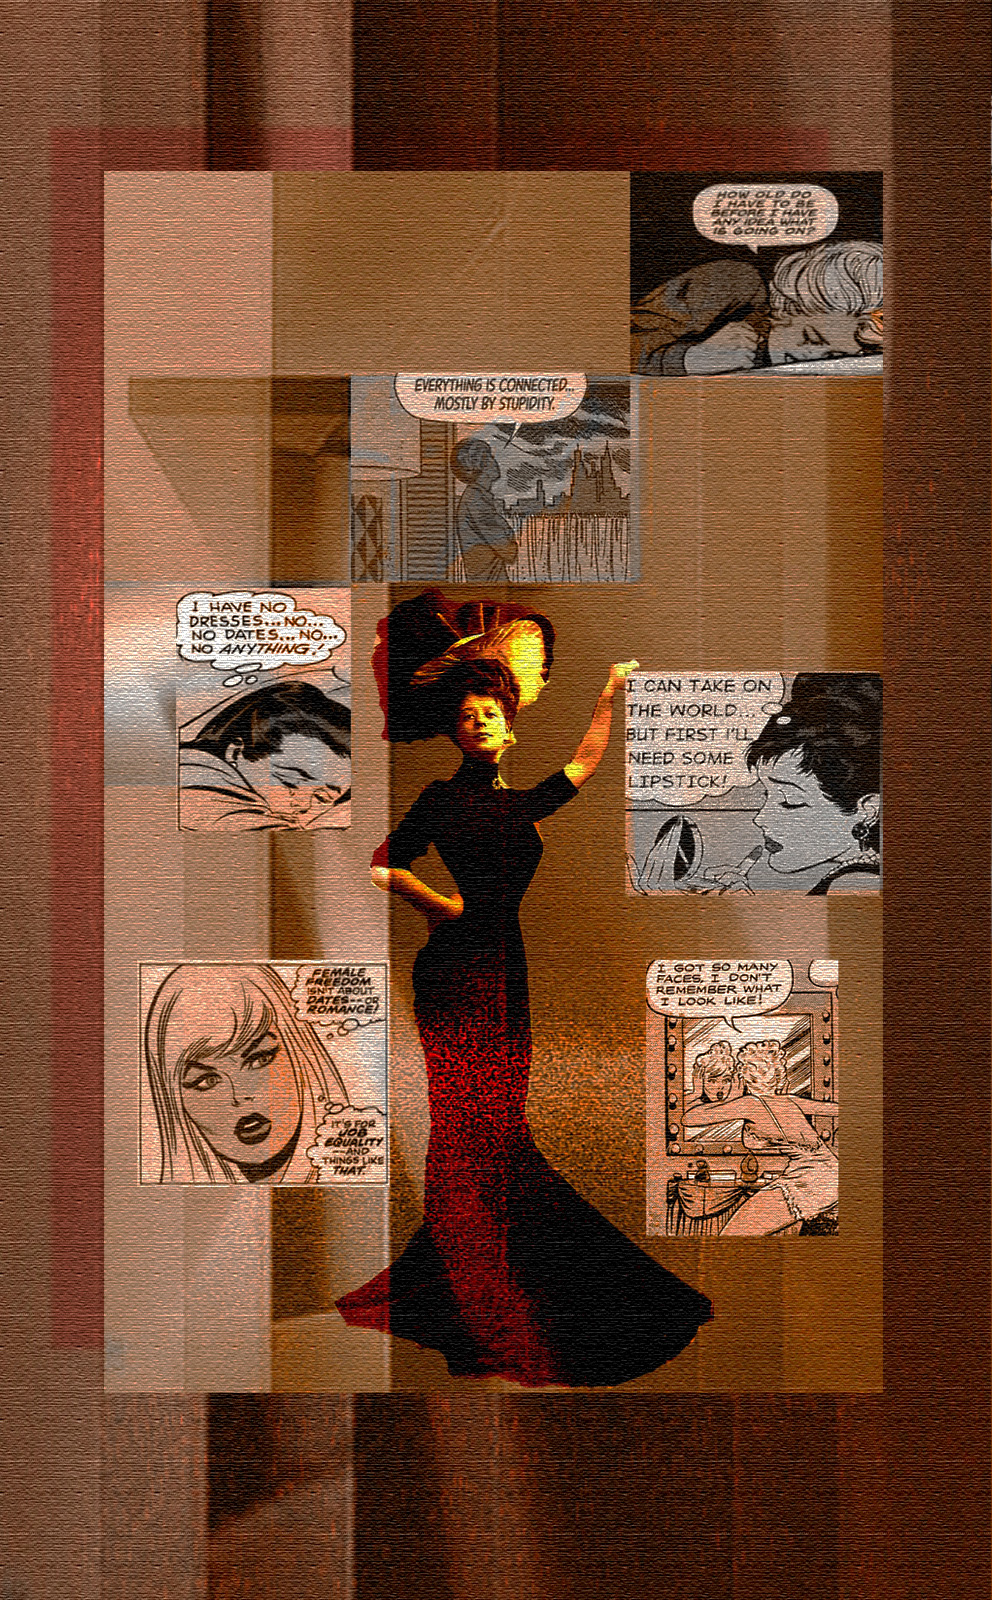 HOW OLD DO
I HAVE TO BE
BEFORE I HAVE
ANY IDEA WHAT
IS GOING ON?
EVERYTHING IS CONNECTED...
MOSTLY BY STUPIDITY.
I HAVE NO
DRESSES...NO...
NO DATES...NO...
NO ANYTHING!
I CAN TAKE ON
THE WORLD...
BUT FIRST I'LL
NEED SOME
LIPSTICK!
FEMALE
FREEDOM
ISN'T ABOUT
DATES--OR
ROMANCE!
IT'S FOR
JOB
EQUALITY
--AND
THINGS LIKE
THAT.
I GOT SO MANY
FACES, I DON'T
REMEMBER WHAT
I LOOK LIKE!